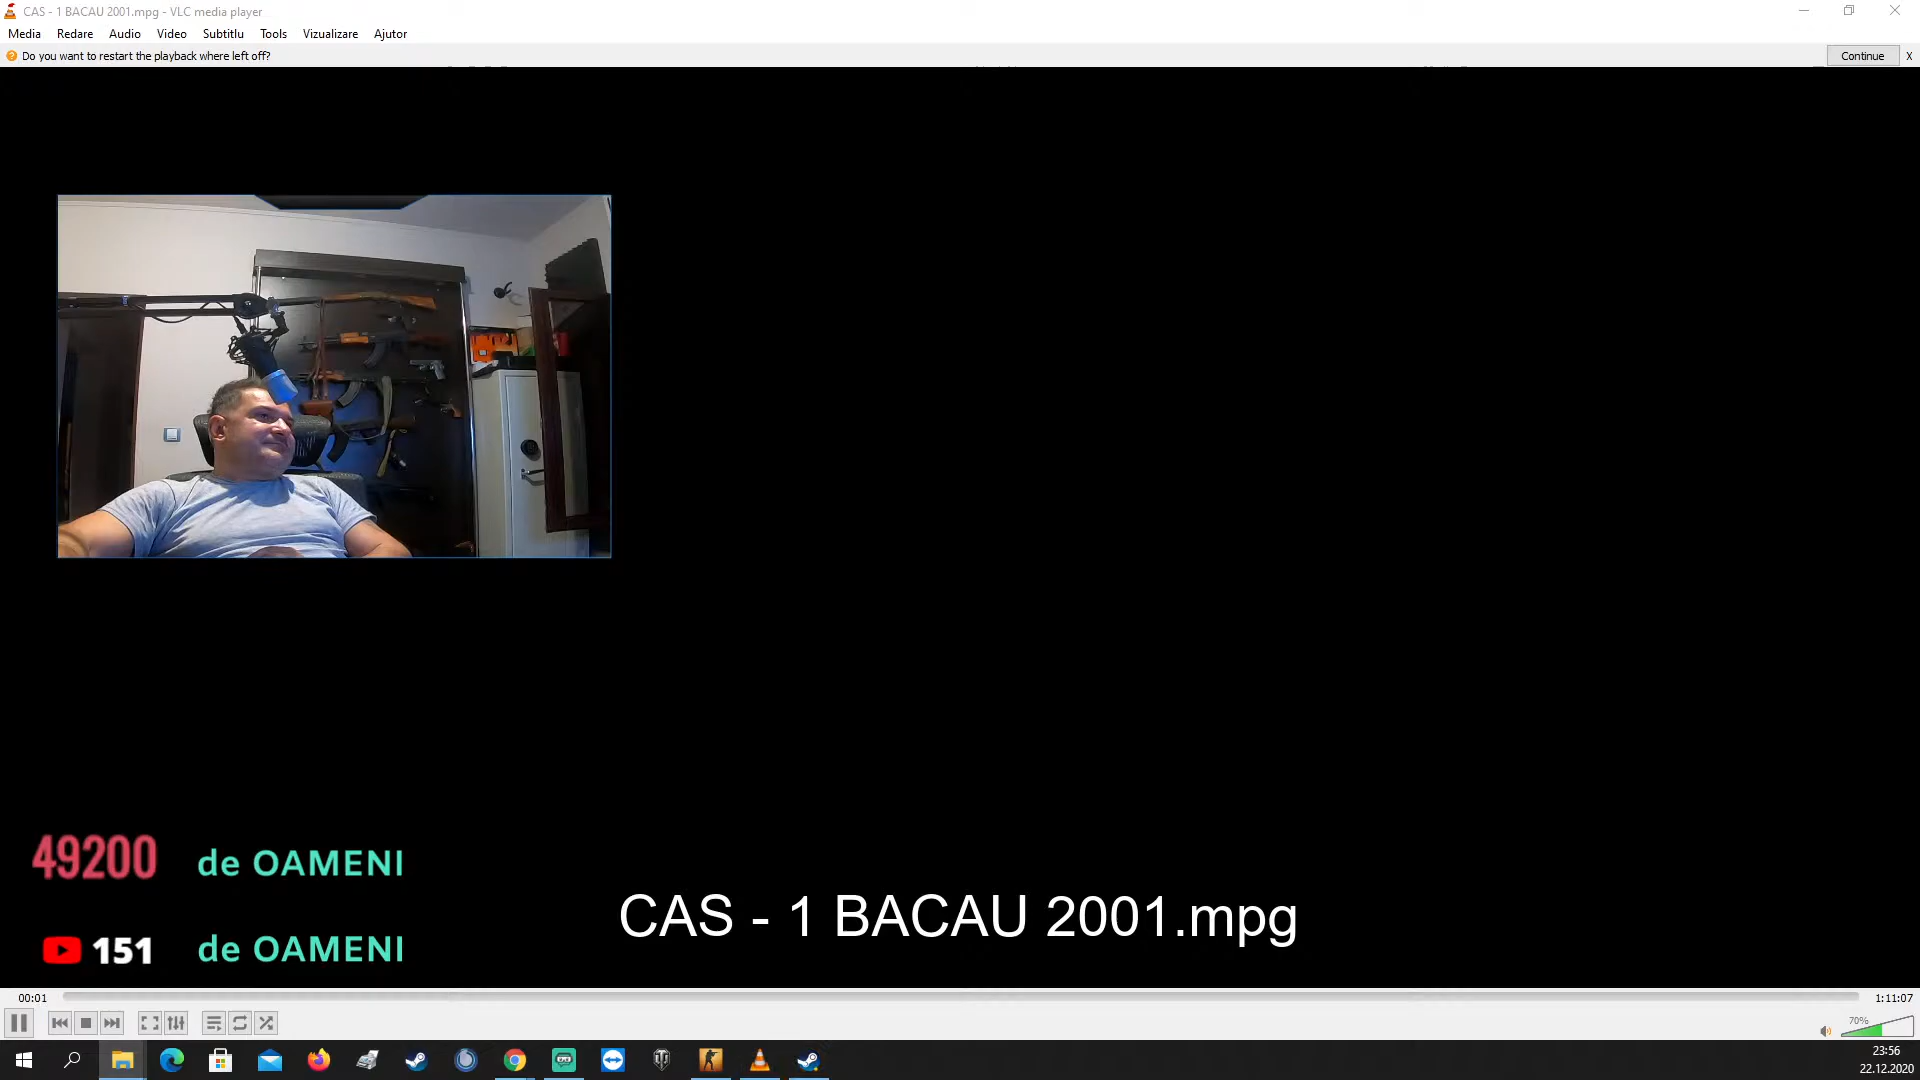 CAS - 1 BACAU 2001.mpg - VLC media player
Media Redare Audio Video Subtitlu Tools Vizualizare Ajutor
Do you want to restart the playback where left off? Continue X
49200 de OAMENI
151 de OAMENI
CAS - 1 BACAU 2001.mpg
00:01 1:11:07
70%
23:56
22.12.2020